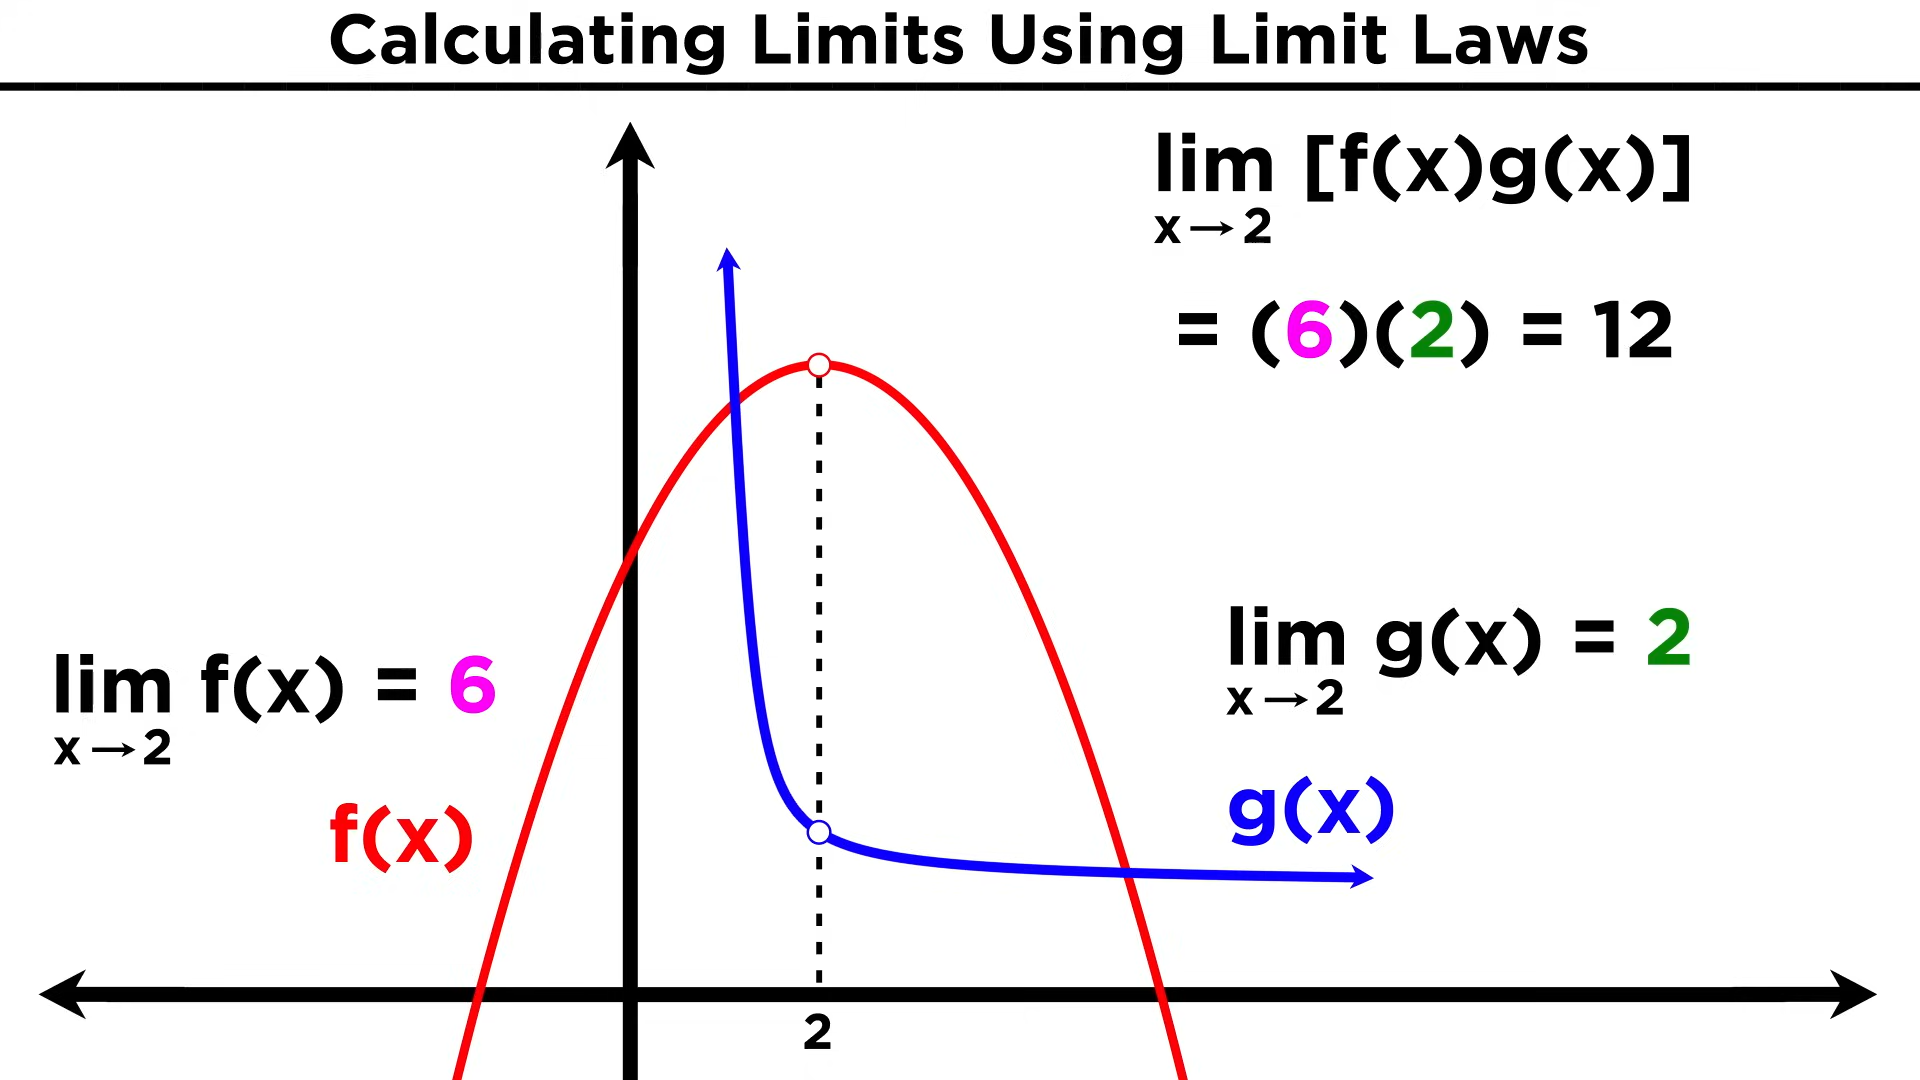 Calculating Limits Using Limit Laws
lim [f(x)g(x)]
x→2
= (6)(2) = 12
lim f(x) = 6
x→2
f(x)
lim g(x) = 2
x→2
g(x)
2